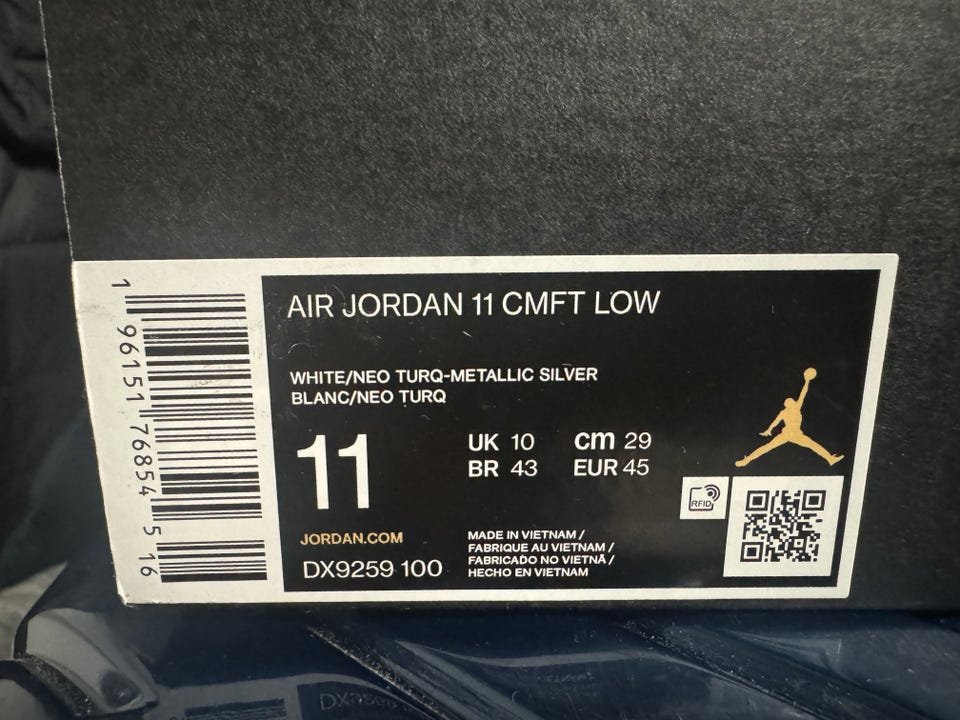 1 96151 76854 5 16
AIR JORDAN 11 CMFT LOW
WHITE/NEO TURQ-METALLIC SILVER
BLANC/NEO TURQ
11
UK 10 cm 29
BR 43 EUR 45
RFID
JORDAN.COM
DX9259 100
MADE IN VIETNAM /
FABRIQUE AU VIETNAM /
FABRICADO NO VIETNÃ /
HECHO EN VIETNAM